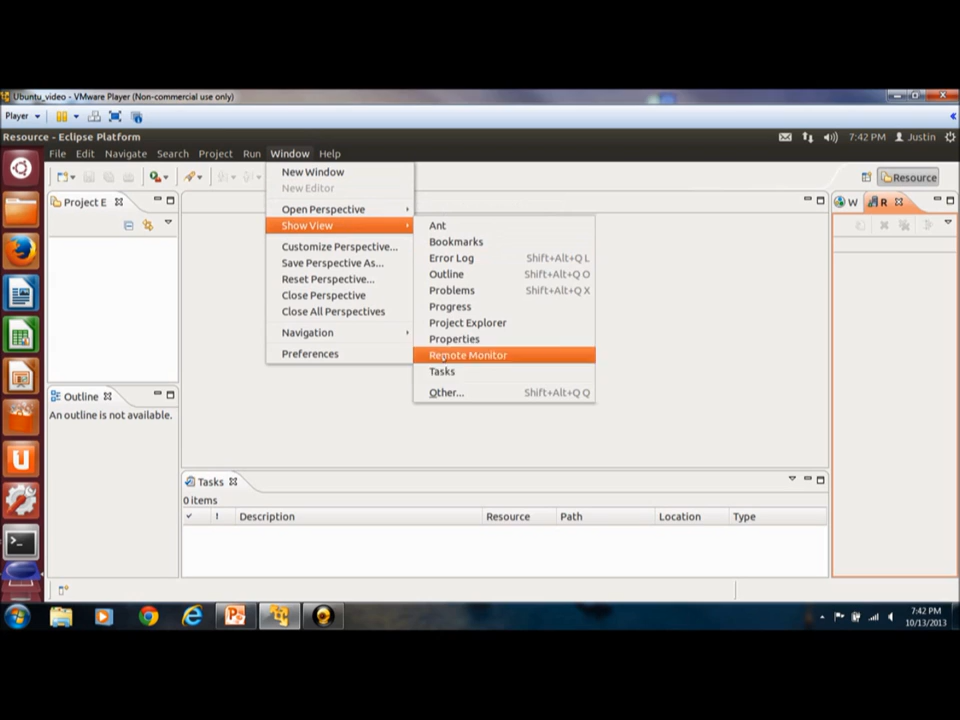 Ubuntu_video - VMware Player (Non-commercial use only)
Player
Resource - Eclipse Platform
7:42 PM
Justin
File Edit Navigate Search Project Run Window Help
Resource
Project E
W
R
New Window
New Editor
Open Perspective
Show View
Customize Perspective...
Save Perspective As...
Reset Perspective...
Close Perspective
Close All Perspectives
Navigation
Preferences
Ant
Bookmarks
Error Log Shift+Alt+Q L
Outline Shift+Alt+Q O
Problems Shift+Alt+Q X
Progress
Project Explorer
Properties
Remote Monitor
Tasks
Other... Shift+Alt+Q Q
Outline
An outline is not available.
Tasks
0 items
! Description Resource Path Location Type
7:42 PM
10/13/2013